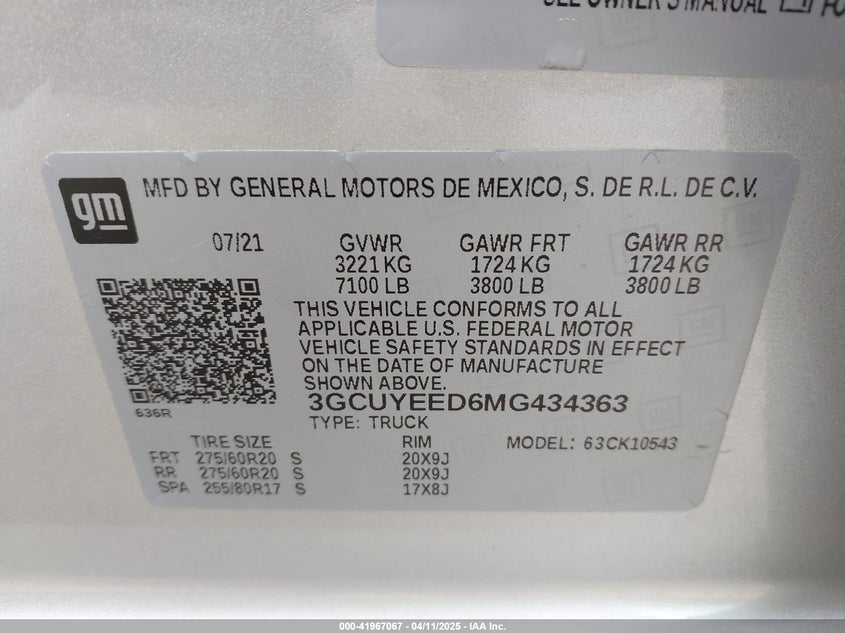 SEE OWNER'S MANUAL
gm
MFD BY GENERAL MOTORS DE MEXICO, S. DE R.L. DE C.V.
07/21 GVWR GAWR FRT GAWR RR
3221 KG 1724 KG 1724 KG
7100 LB 3800 LB 3800 LB
THIS VEHICLE CONFORMS TO ALL
APPLICABLE U.S. FEDERAL MOTOR
VEHICLE SAFETY STANDARDS IN EFFECT
ON THE DATE OF MANUFACTURE
SHOWN ABOVE.
636R
3GCUYEED6MG434363
TYPE: TRUCK
TIRE SIZE RIM MODEL: 63CK10543
FRT 275/60R20 S 20X9J
RR 275/60R20 S 20X9J
SPA 255/80R17 S 17X8J
000-41967067 - 04/11/2025 - IAA Inc.